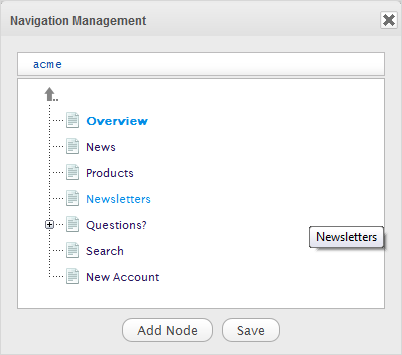 Navigation Management
acme
..
Overview
News
Products
Newsletters
Questions?
Newsletters
Search
New Account
Add Node
Save